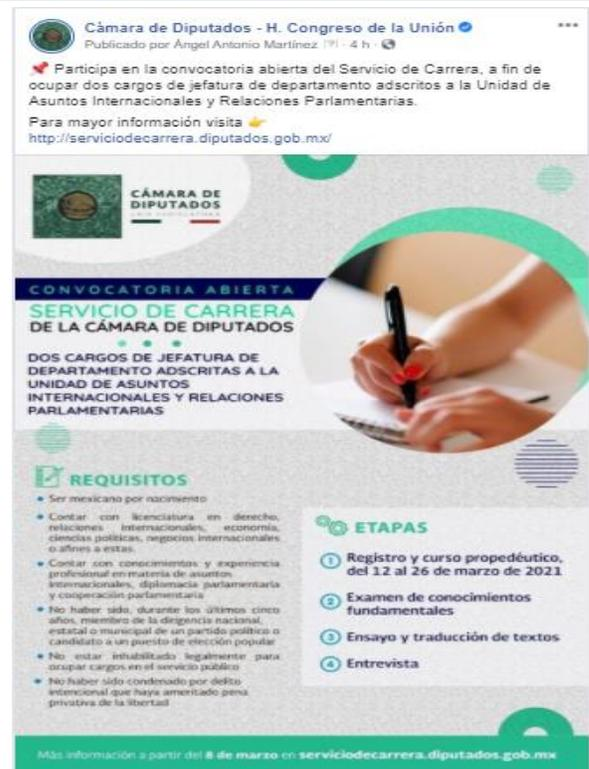 Cámara de Diputados - H. Congreso de la Unión
Publicado por Ángel Antonio Martínez · 4 h ·
Participa en la convocatoria abierta del Servicio de Carrera, a fin de
ocupar dos cargos de jefatura de departamento adscritos a la Unidad de
Asuntos Internacionales y Relaciones Parlamentarias.
Para mayor información visita
http://serviciodecarrera.diputados.gob.mx/
CÁMARA DE
DIPUTADOS
LXIV LEGISLATURA
CONVOCATORIA ABIERTA
SERVICIO DE CARRERA
DE LA CÁMARA DE DIPUTADOS
DOS CARGOS DE JEFATURA DE
DEPARTAMENTO ADSCRITAS A LA
UNIDAD DE ASUNTOS
INTERNACIONALES Y RELACIONES
PARLAMENTARIAS
REQUISITOS
Ser mexicano por nacimiento
Contar con licenciatura en derecho,
relaciones internacionales, economía,
ciencias políticas, negocios internacionales
o afines a estas.
Contar con conocimientos y experiencia
profesional en materia de asuntos
internacionales, diplomacia parlamentaria
y cooperación parlamentaria
No haber sido, durante los últimos cinco
años, miembro de la dirigencia nacional,
estatal o municipal de un partido político o
candidato a un puesto de elección popular
No estar inhabilitado legalmente para
ocupar cargos en el servicio público
No haber sido condenado por delito
intencional que haya ameritado pena
privativa de la libertad
ETAPAS
1 Registro y curso propedéutico,
del 12 al 26 de marzo de 2021
2 Examen de conocimientos
fundamentales
3 Ensayo y traducción de textos
4 Entrevista
Más información a partir del 8 de marzo en serviciodecarrera.diputados.gob.mx